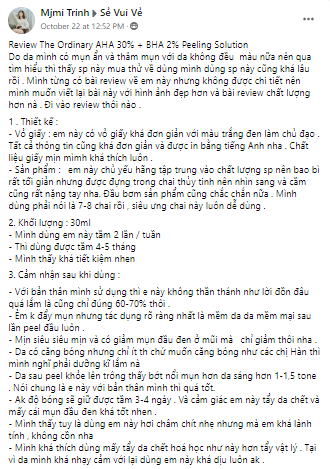 Mjmi Trinh ▸ Sẻ Vui Vẻ
October 22 at 12:52 PM
Review The Ordinary AHA 30% + BHA 2% Peeling Solution
Do da mình có mụn ẩn và thâm mụn với da không đều màu nữa nên qua
tìm hiểu thì thấy sp này mua thử về dùng mình dùng sp này cũng khá lâu
rồi . Mình từng có bài review về em này nhưng không được chi tiết nên
mình muốn viết lại bài này với hình ảnh đẹp hơn và bài review chất lượng
hơn nà . Đi vào review thôi nào .
1 . Thiết kế :
- Vỏ giấy : em này có vỏ giấy khá đơn giản với màu trắng đen làm chủ đạo .
Tất cả thông tin cũng khá đơn giản và được in bằng tiếng Anh nha . Chất
liệu giấy mịn mình khá thích luôn .
- Sản phẩm : em này chủ yếu hãng tập trung vào chất lượng sp nên bao bì
rất tối giản nhưng được đựng trong chai thủy tinh nên nhìn sang và cầm
cũng rất nặng tay nha. Đầu bơm sản phẩm cũng chắc chắn nữa . Mình
dùng phải nói là 7-8 chai rồi , siêu ưng chai này luôn dễ dùng .
2. Khối lượng : 30ml
- Mình dùng em này tầm 2 lần / tuần
- Thì dùng được tầm 4-5 tháng
- Mình thấy khá tiết kiệm nhen
3. Cảm nhận sau khi dùng :
- Với bản thân mình sử dụng thì e này không thần thánh như lời đồn đâu
quá lắm là cũng chỉ đúng 60-70% thôi .
- Êm k đẩy mụn nhưng tác dụng rõ ràng nhất là mềm da da mềm mại sau
lần peel đầu luôn .
- Mịn siêu siêu mịn và có giảm mụn đầu đen ở mũi mà chỉ giảm thôi nha .
- Da có căng bóng nhưng chỉ ít th chứ muốn căng bóng như các chị Hàn thì
mình nghĩ phải dưỡng kĩ lắm nà
- Da sau peel khỏe lên trông thấy bớt nổi mụn hơn da sáng hơn 1-1,5 tone
. Nói chung là e này với bản thân mình thì quá tốt.
- Ak độ bóng sẽ giữ được tầm 3-4 ngày . Và cảm giác em này tẩy da chết và
mấy cái mụn đầu đen khá tốt nhen .
- Mình thấy tuy là dùng em này hơi châm chít nhẹ nhưng mà em khá lành
tính , không cồn nha
- Mình khá thích dùng mấy tẩy da chết hoá học như này hơn tẩy vật lý . Tại
vì da mình khá nhạy cảm với lại dùng em này khá dịu luôn ak .